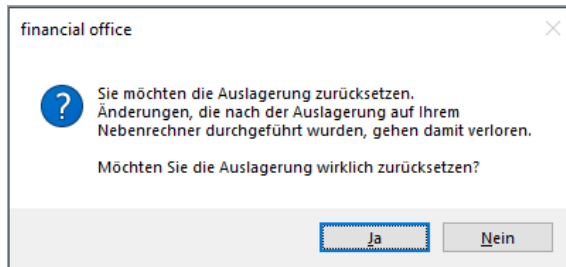 financial office
Sie möchten die Auslagerung zurücksetzen.
Änderungen, die nach der Auslagerung auf Ihrem
Nebenrechner durchgeführt wurden, gehen damit verloren.
Möchten Sie die Auslagerung wirklich zurücksetzen?
Ja
Nein